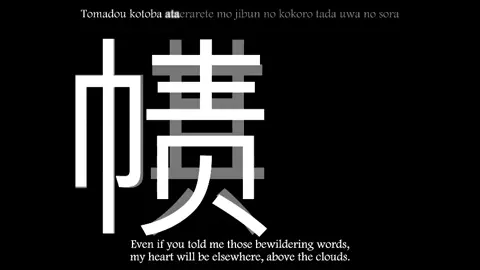 Tomadou kotoba ataerarete mo jibun no kokoro tada uwa no sora
帻
Even if you told me those bewildering words,
my heart will be elsewhere, above the clouds.